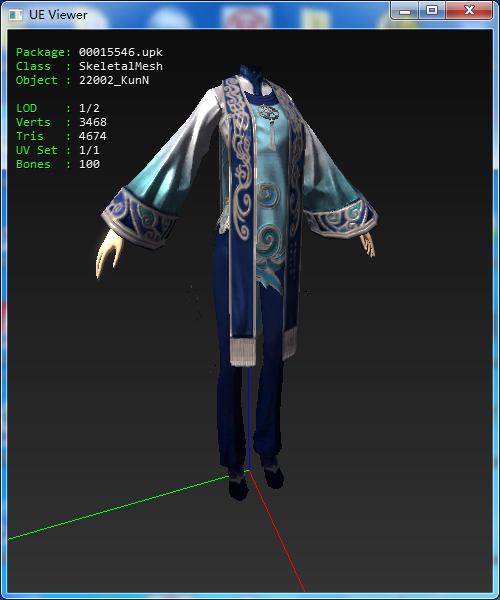 UE Viewer
Package: 00015546.upk
Class : SkeletalMesh
Object : 22002_KunN
LOD : 1/2
Verts : 3468
Tris : 4674
UV Set : 1/1
Bones : 100